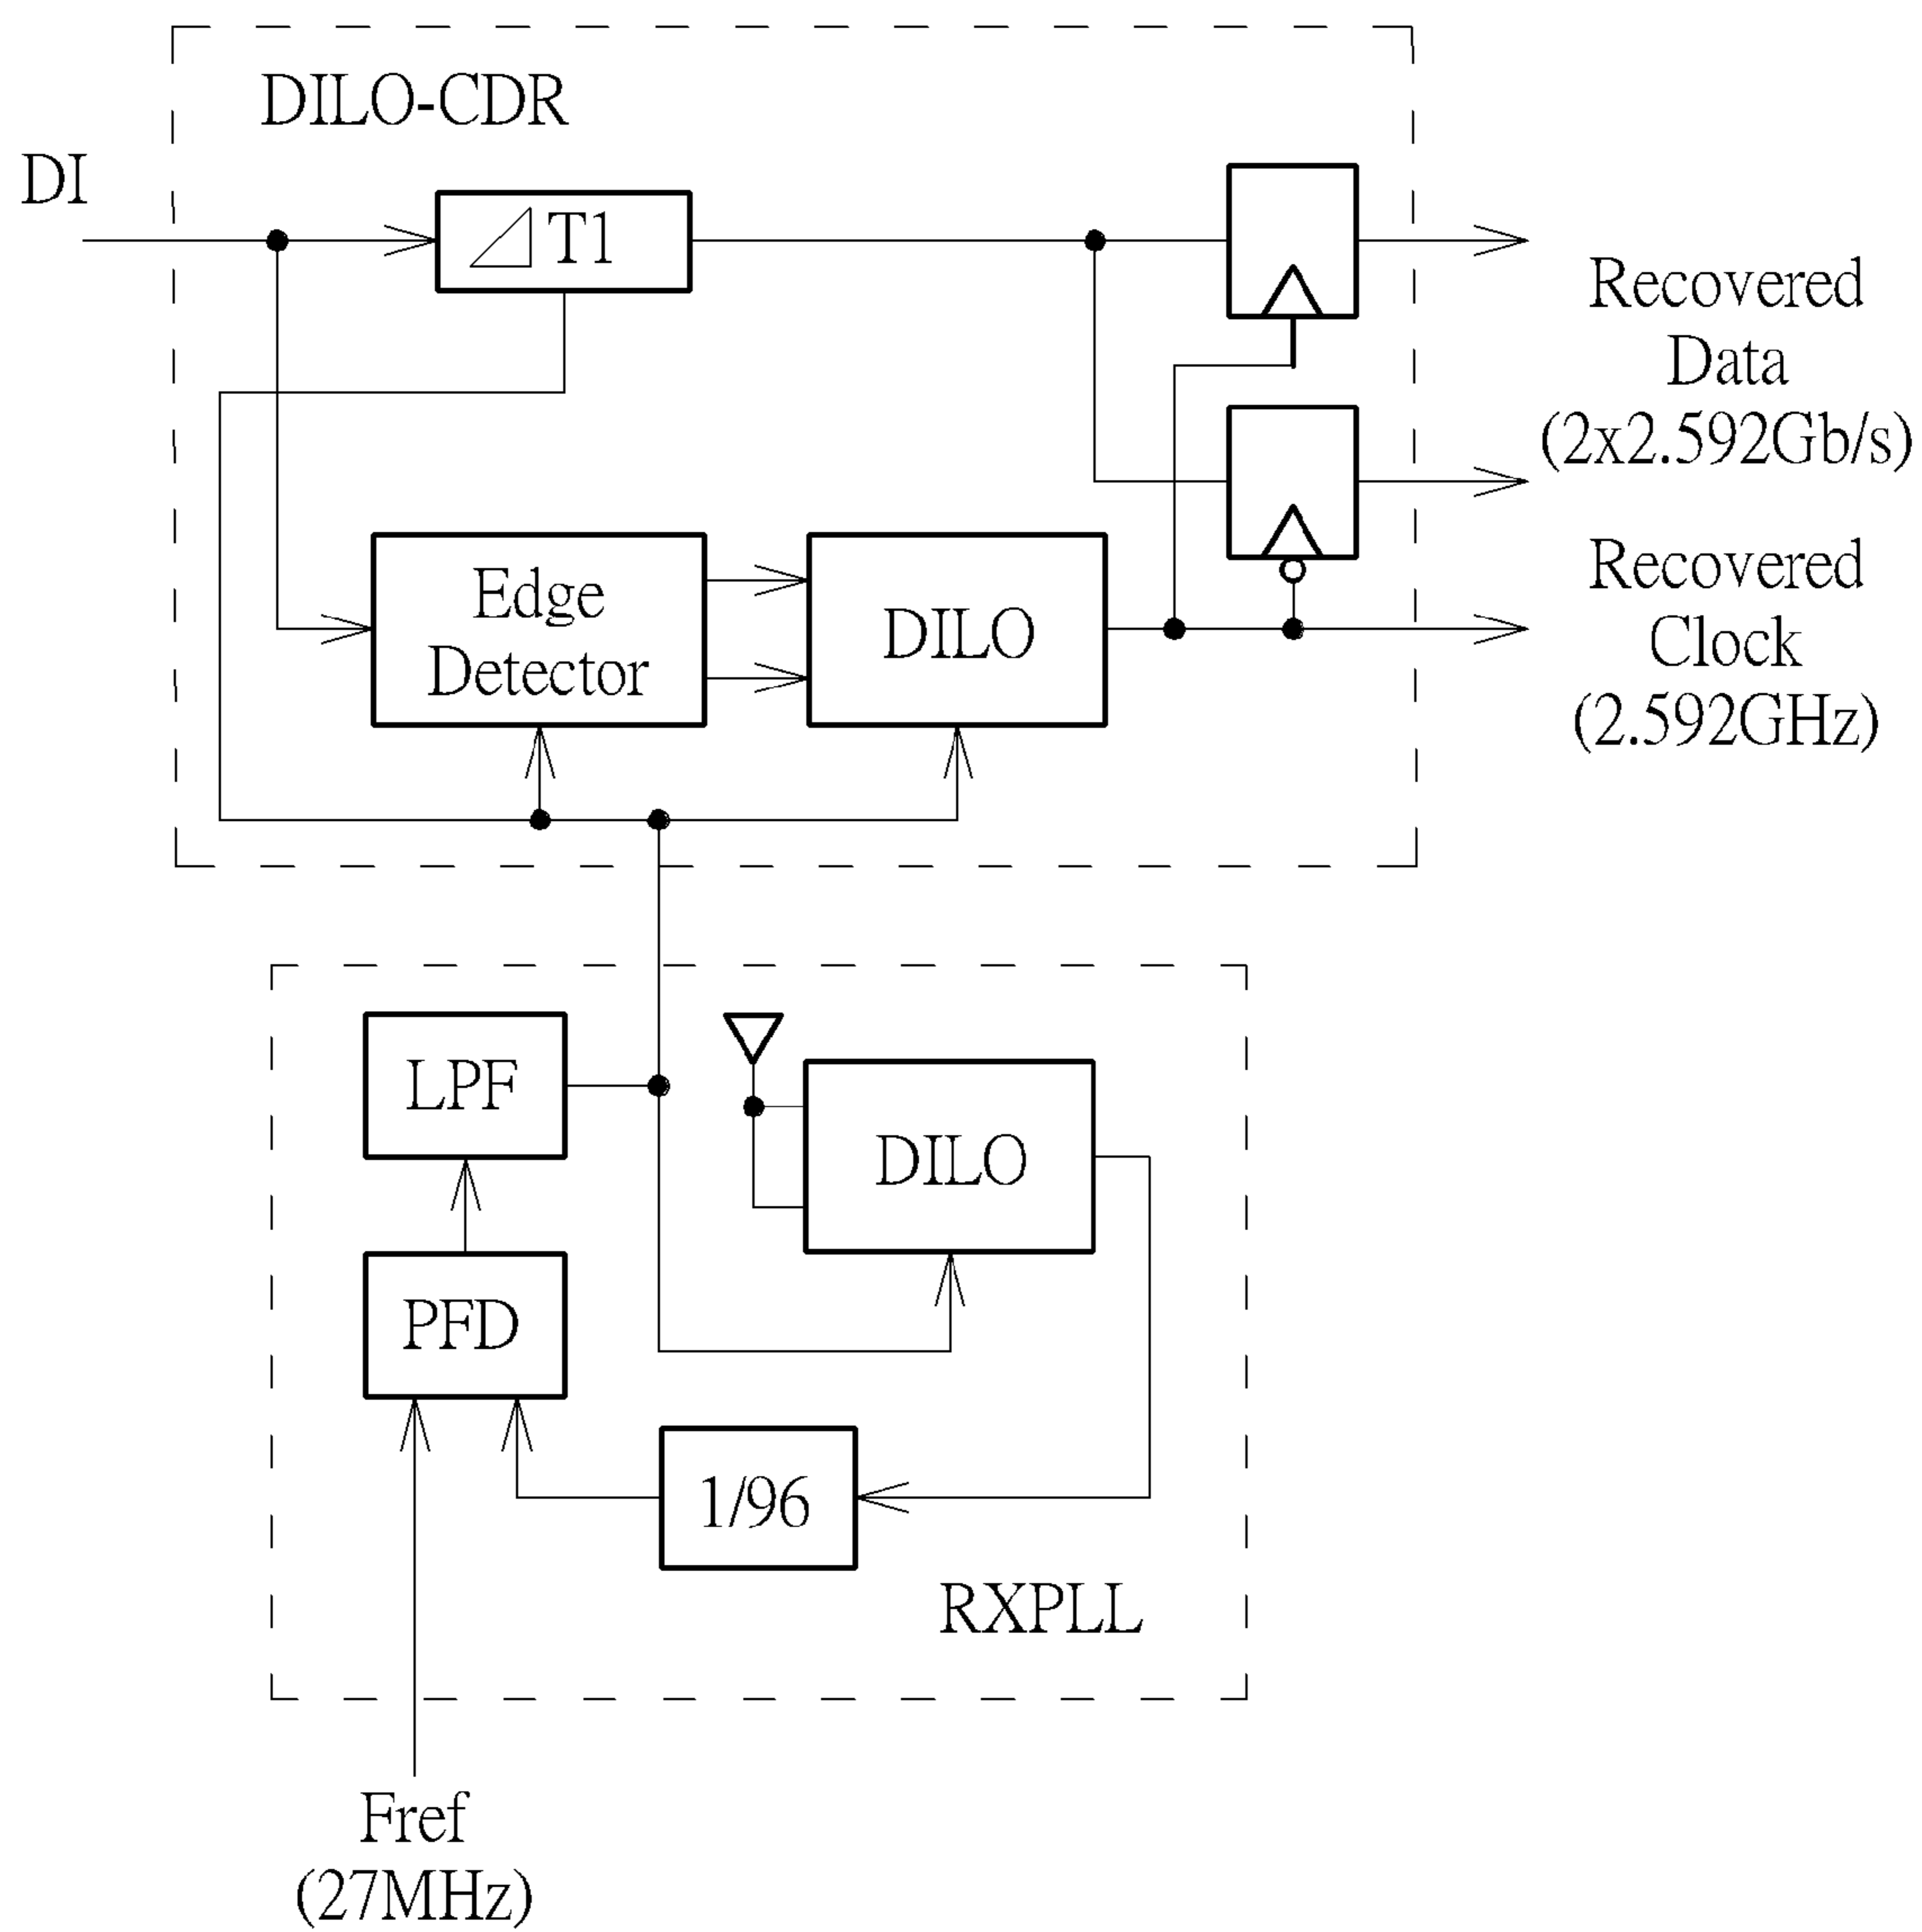 DILO-CDR
DI
⊿T1
Recovered
Data
(2x2.592Gb/s)
Edge
Detector
DILO
Recovered
Clock
(2.592GHz)
LPF
DILO
PFD
1/96
RXPLL
Fref
(27MHz)